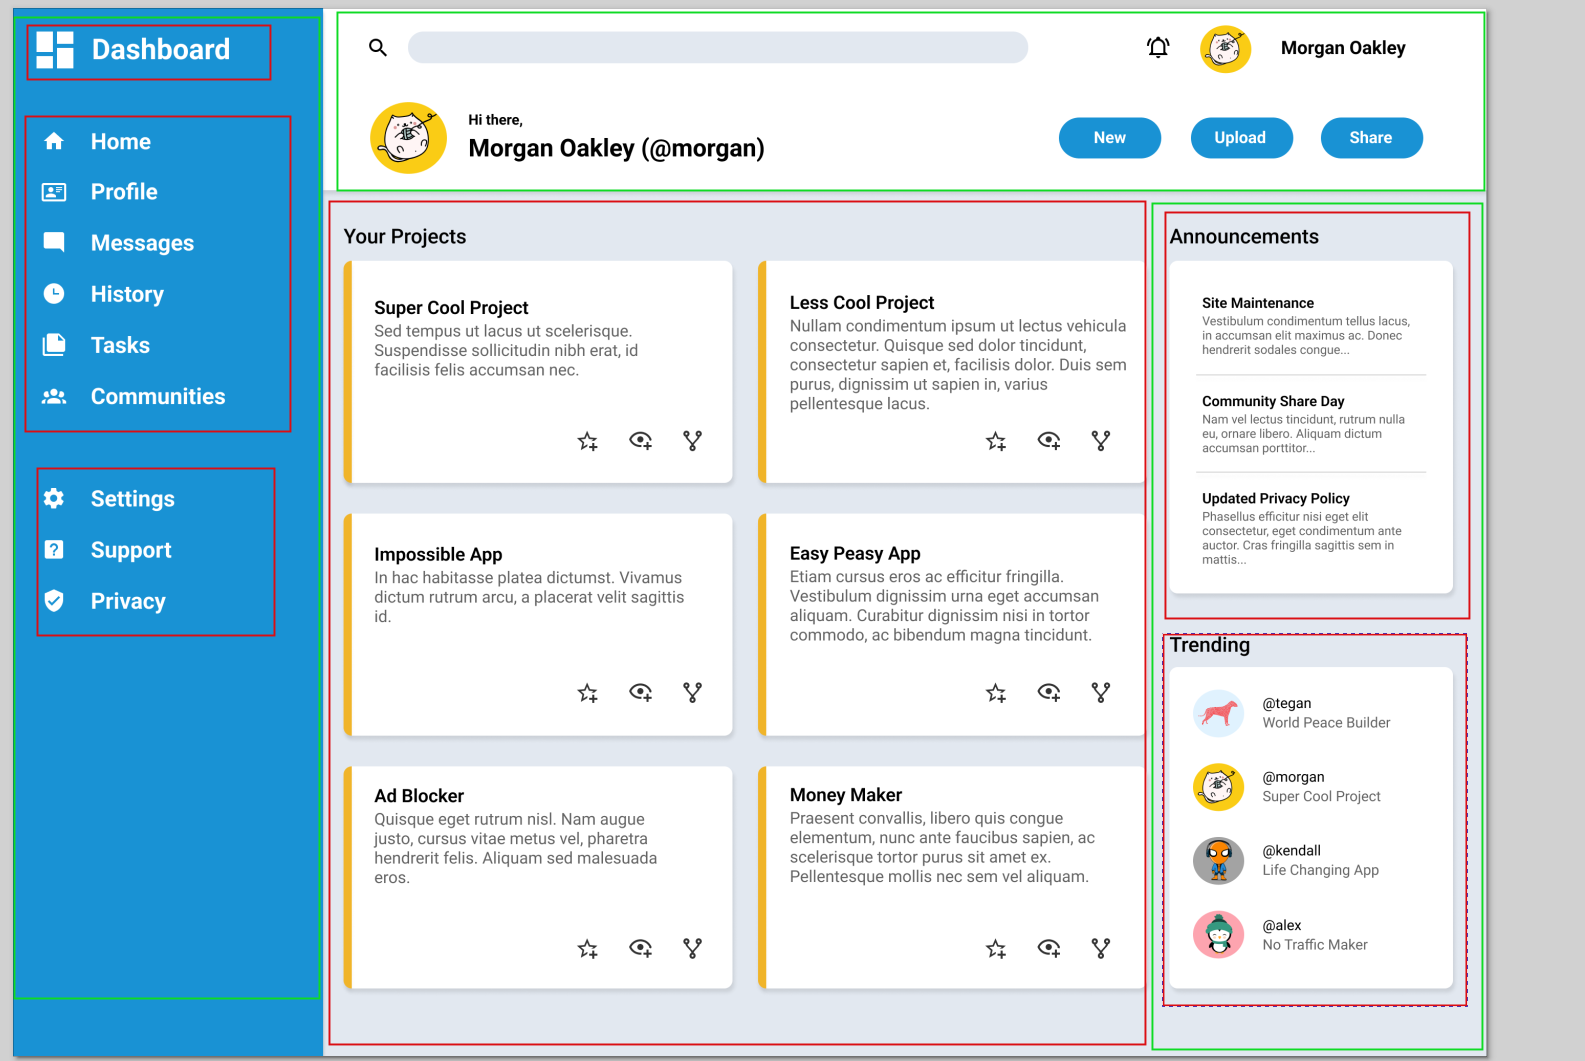 Dashboard
Home
Profile
Messages
History
Tasks
Communities
Settings
Support
Privacy
Morgan Oakley
Hi there,
Morgan Oakley (@morgan)
New
Upload
Share
Your Projects
Super Cool Project
Sed tempus ut lacus ut scelerisque.
Suspendisse sollicitudin nibh erat, id
facilisis felis accumsan nec.
Less Cool Project
Nullam condimentum ipsum ut lectus vehicula
consectetur. Quisque sed dolor tincidunt,
consectetur sapien et, facilisis dolor. Duis sem
purus, dignissim ut sapien in, varius
pellentesque lacus.
Impossible App
In hac habitasse platea dictumst. Vivamus
dictum rutrum arcu, a placerat velit sagittis
id.
Easy Peasy App
Etiam cursus eros ac efficitur fringilla.
Vestibulum dignissim urna eget accumsan
aliquam. Curabitur dignissim nisi in tortor
commodo, ac bibendum magna tincidunt.
Ad Blocker
Quisque eget rutrum nisl. Nam augue
justo, cursus vitae metus vel, pharetra
hendrerit felis. Aliquam sed malesuada
eros.
Money Maker
Praesent convallis, libero quis congue
elementum, nunc ante faucibus sapien, ac
scelerisque tortor purus sit amet ex.
Pellentesque mollis nec sem vel aliquam.
Announcements
Site Maintenance
Vestibulum condimentum tellus lacus,
in accumsan elit maximus ac. Donec
hendrerit sodales congue...
Community Share Day
Nam vel lectus tincidunt, rutrum nulla
eu, ornare libero. Aliquam dictum
accumsan porttitor...
Updated Privacy Policy
Phasellus efficitur nisi eget elit
consectetur, eget condimentum ante
auctor. Cras fringilla sagittis sem in
mattis...
Trending
@tegan
World Peace Builder
@morgan
Super Cool Project
@kendall
Life Changing App
@alex
No Traffic Maker